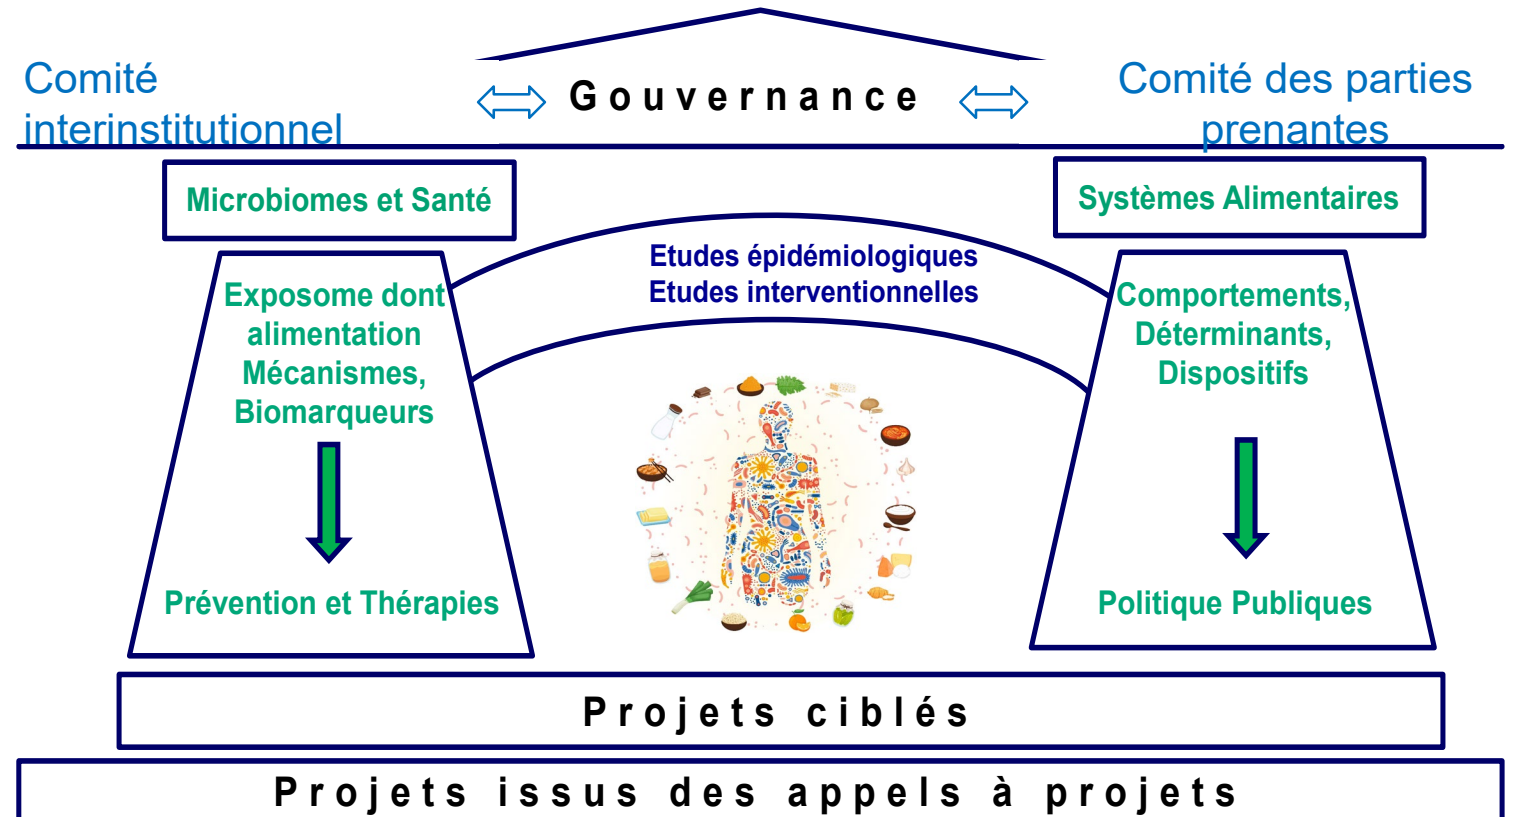 Comité
interinstitutionnel
Gouvernance
Comité des parties
prenantes
Microbiomes et Santé
Systèmes Alimentaires
Etudes épidémiologiques
Etudes interventionnelles
Exposome dont
alimentation
Mécanismes,
Biomarqueurs
Comportements,
Déterminants,
Dispositifs
Prévention et Thérapies
Politique Publiques
Projets ciblés
Projets issus des appels à projets